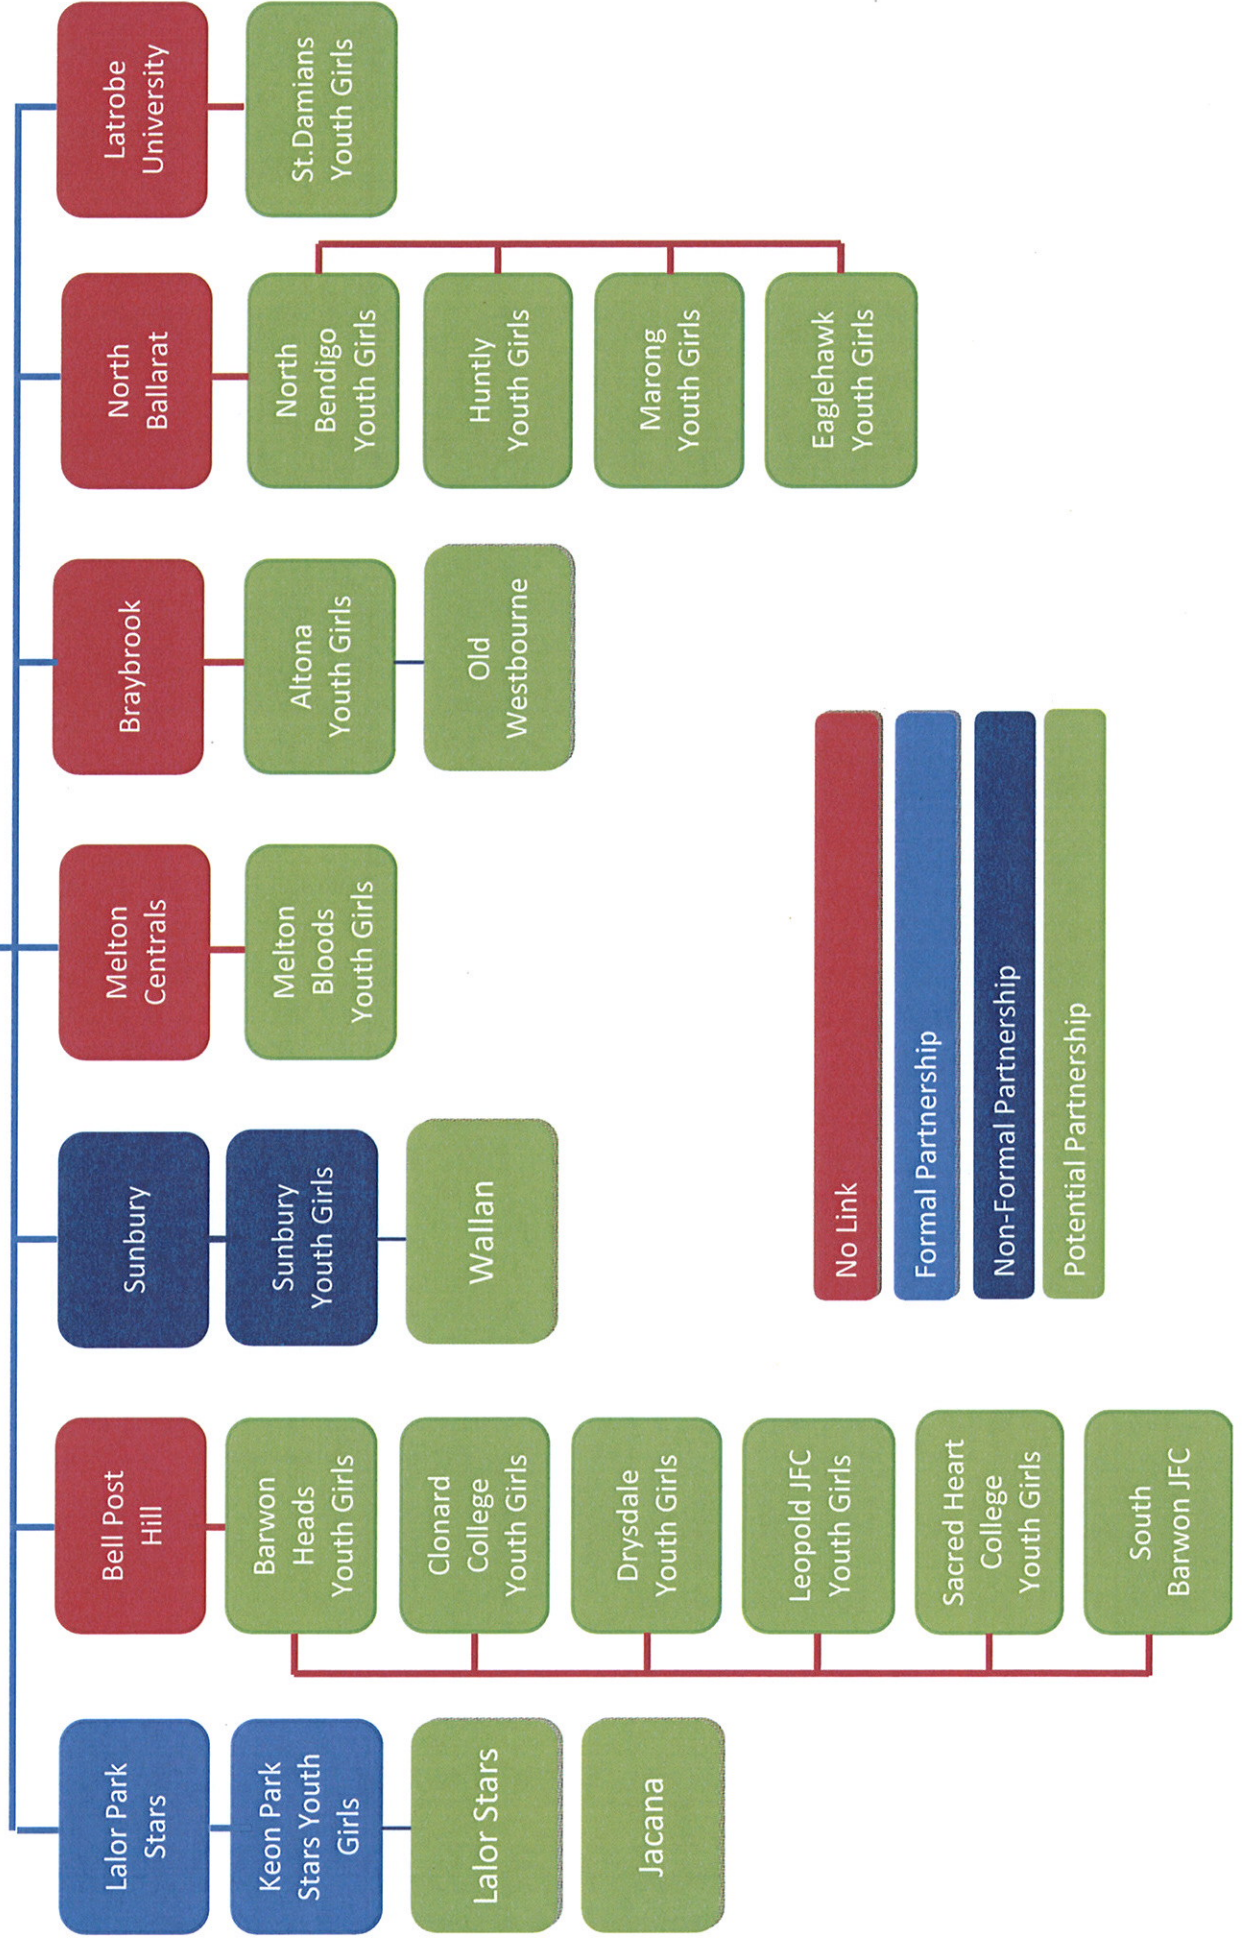 Lalor Park
Stars
Keon Park
Stars Youth
Girls
Lalor Stars
Jacana
Bell Post
Hill
Barwon
Heads
Youth Girls
Clonard
College
Youth Girls
Drysdale
Youth Girls
Leopold JFC
Youth Girls
Sacred Heart
College
Youth Girls
South
Barwon JFC
Sunbury
Sunbury
Youth Girls
Wallan
Melton
Centrals
Melton
Bloods
Youth Girls
Braybrook
Altona
Youth Girls
Old
Westbourne
North
Ballarat
North
Bendigo
Youth Girls
Huntly
Youth Girls
Marong
Youth Girls
Eaglehawk
Youth Girls
Latrobe
University
St.Damians
Youth Girls
No Link
Formal Partnership
Non-Formal Partnership
Potential Partnership